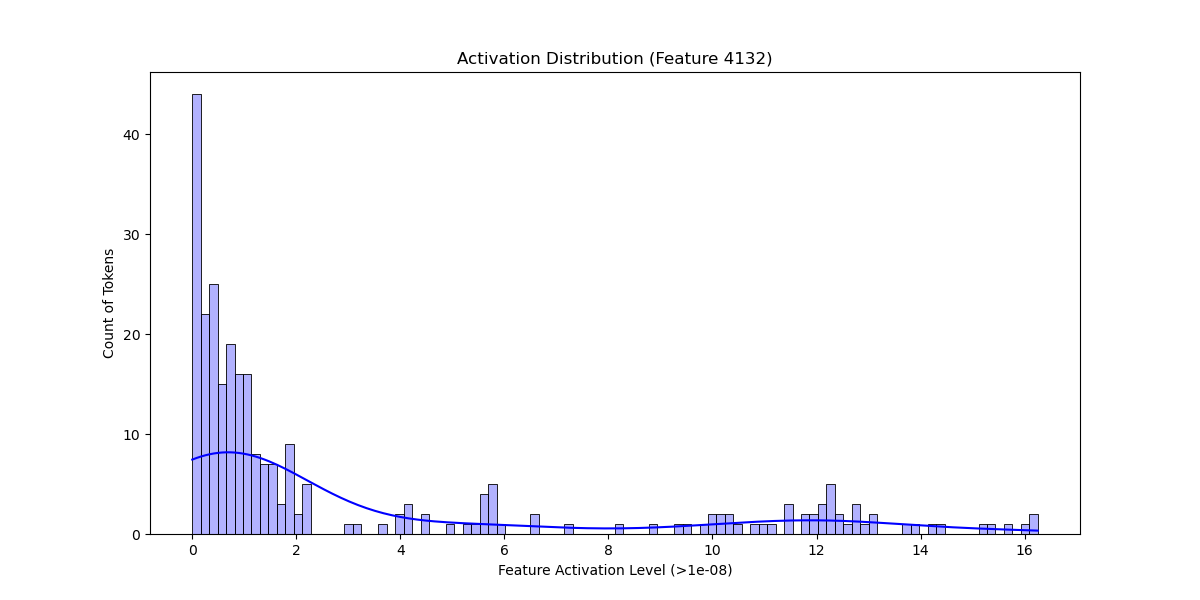 Activation Distribution (Feature 4132)
Count of Tokens
40
30
20
10
0
0 2 4 6 8 10 12 14 16
Feature Activation Level (>1e-08)